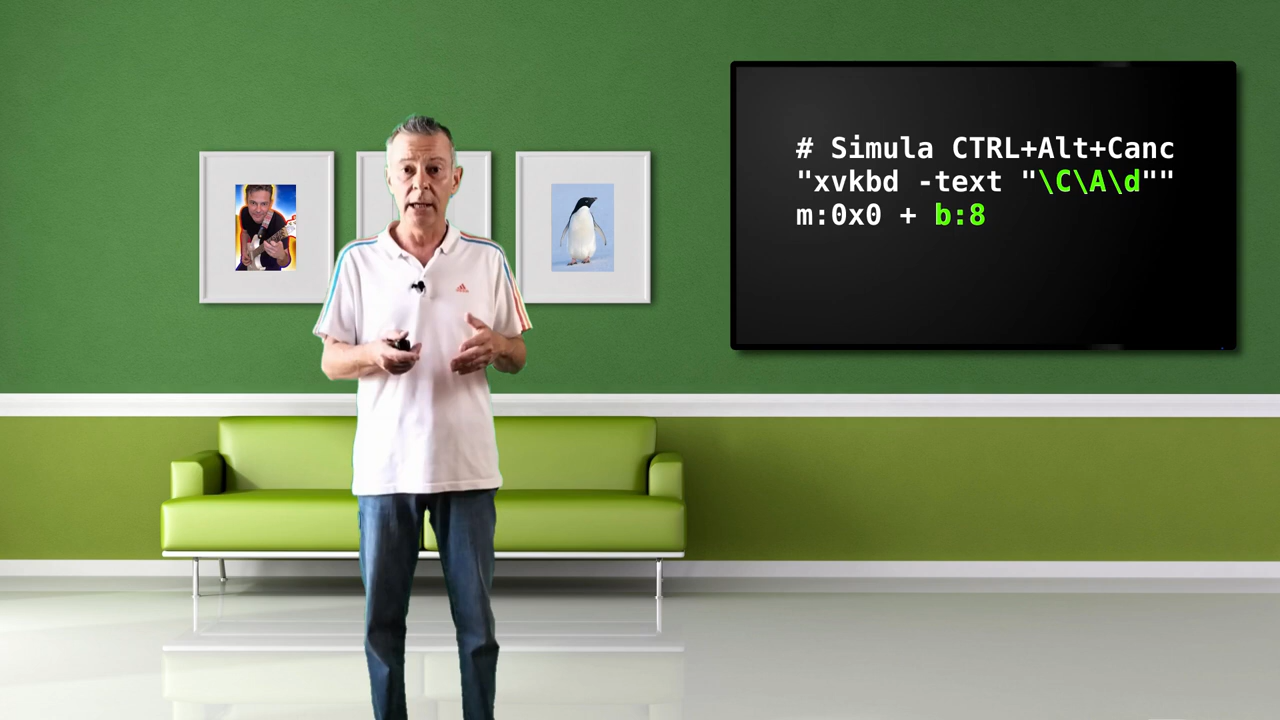 # Simula CTRL+Alt+Canc
"xvkbd -text "\C\A\d""
m:0x0 + b:8